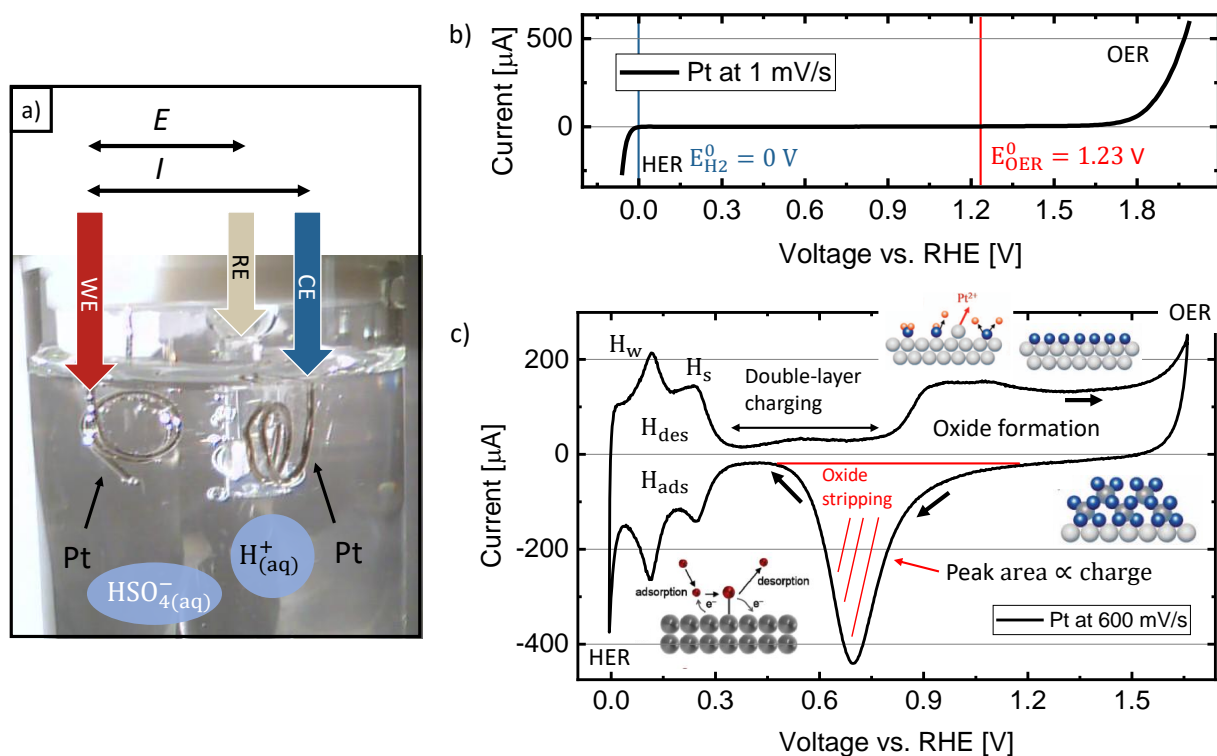 a)
E
I
WE
RE
CE
Pt
Pt
H⁺(aq)
HSO₄⁻(aq)
b)
Current [µA]
500
0
Pt at 1 mV/s
OER
HER
E⁰H2 = 0 V
E⁰OER = 1.23 V
0.0 0.3 0.6 0.9 1.2 1.5 1.8
Voltage vs. RHE [V]
c)
Current [µA]
200
0
-200
-400
Hw
Hs
Hdes
Hads
Double-layer
charging
Pt²⁺
OER
Oxide formation
Oxide
stripping
Peak area ∝ charge
adsorption
desorption
e⁻
e⁻
HER
Pt at 600 mV/s
0.0 0.3 0.6 0.9 1.2 1.5
Voltage vs. RHE [V]